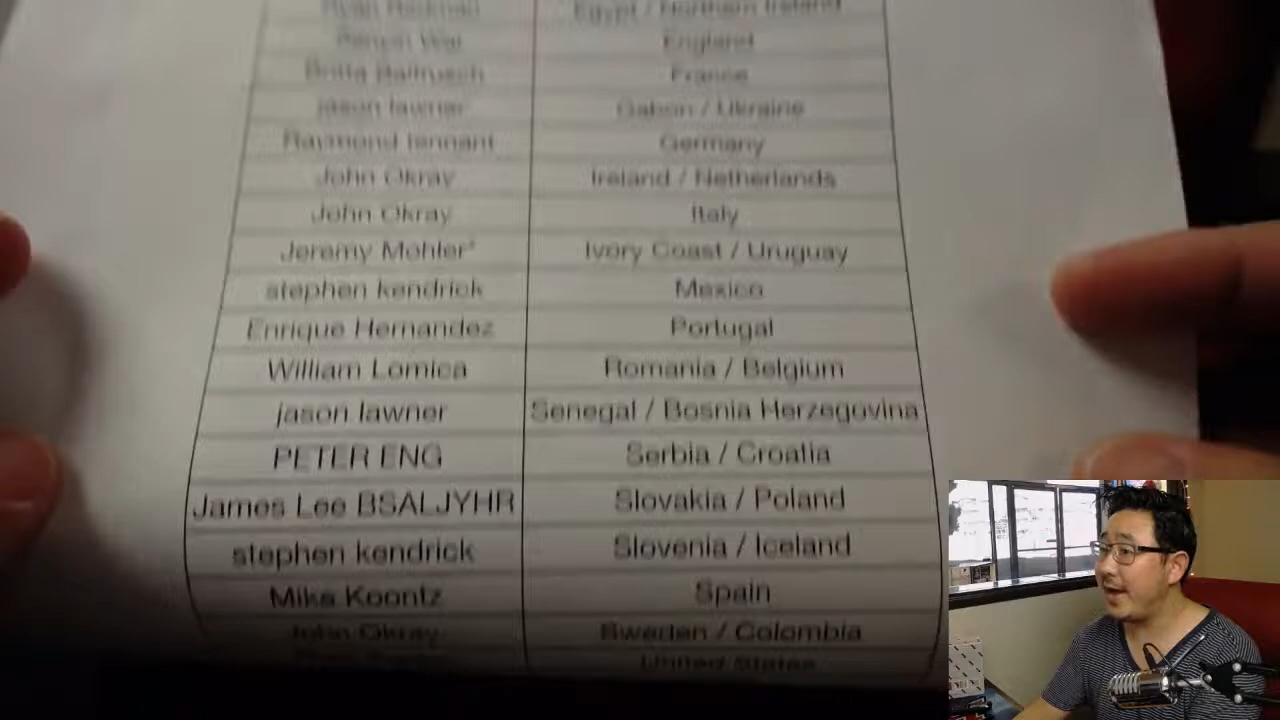 Egypt / Northern Ireland
England
France
jason lawner Gabon / Ukraine
Raymond tennant Germany
John Okray Ireland / Netherlands
John Okray Italy
Jeremy Mohler* Ivory Coast / Uruguay
stephen kendrick Mexico
Enrique Hernandez Portugal
William Lomica Romania / Belgium
jason lawner Senegal / Bosnia Herzegovina
PETER ENG Serbia / Croatia
James Lee BSALJYHR Slovakia / Poland
stephen kendrick Slovenia / Iceland
Mike Koontz Spain
John Okray Sweden / Colombia
United States